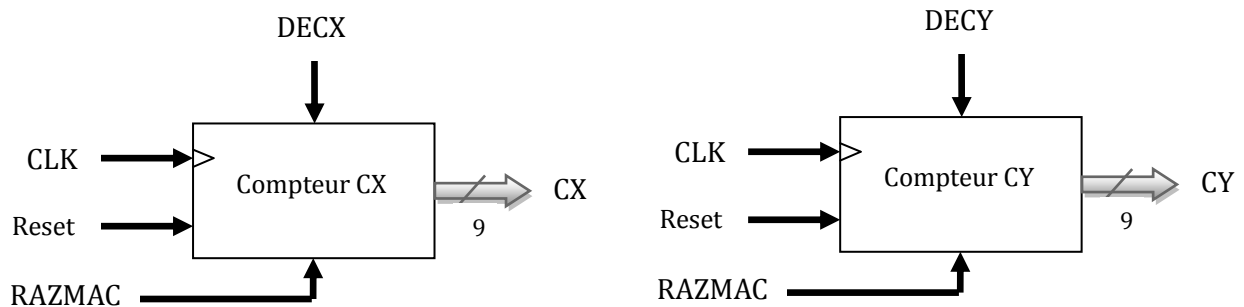 DECX
CLK
Compteur CX
CX
Reset
9
RAZMAC
DECY
CLK
Compteur CY
CY
Reset
9
RAZMAC